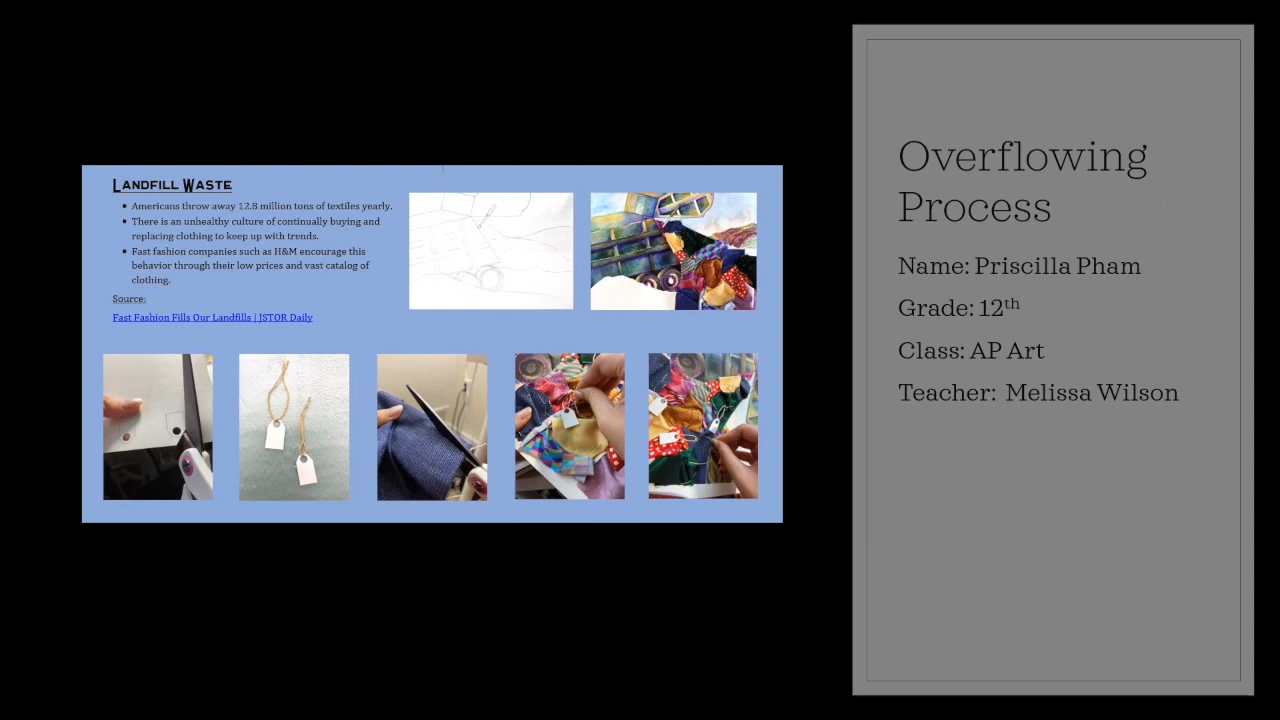 Landfill Waste
• Americans throw away 12.8 million tons of textiles yearly.
• There is an unhealthy culture of continually buying and
replacing clothing to keep up with trends.
• Fast fashion companies such as H&M encourage this
behavior through their low prices and vast catalog of
clothing.
Source:
Fast Fashion Fills Our Landfills | JSTOR Daily
Overflowing
Process
Name: Priscilla Pham
Grade: 12th
Class: AP Art
Teacher: Melissa Wilson